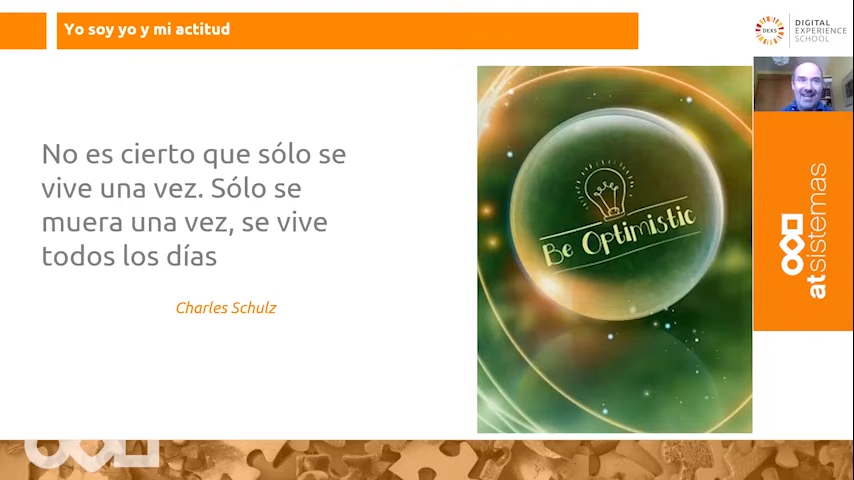 Yo soy yo y mi actitud
DEXS
DIGITAL
EXPERIENCE
SCHOOL
No es cierto que sólo se
vive una vez. Sólo se
muera una vez, se vive
todos los días
Charles Schulz
Be Optimistic
atsistemas